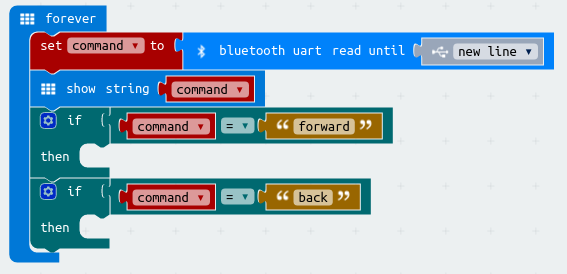 forever
set command ▾ to bluetooth uart read until new line ▾
show string command ▾
if command ▾ = ▾ “ forward ”
then
if command ▾ = ▾ “ back ”
then